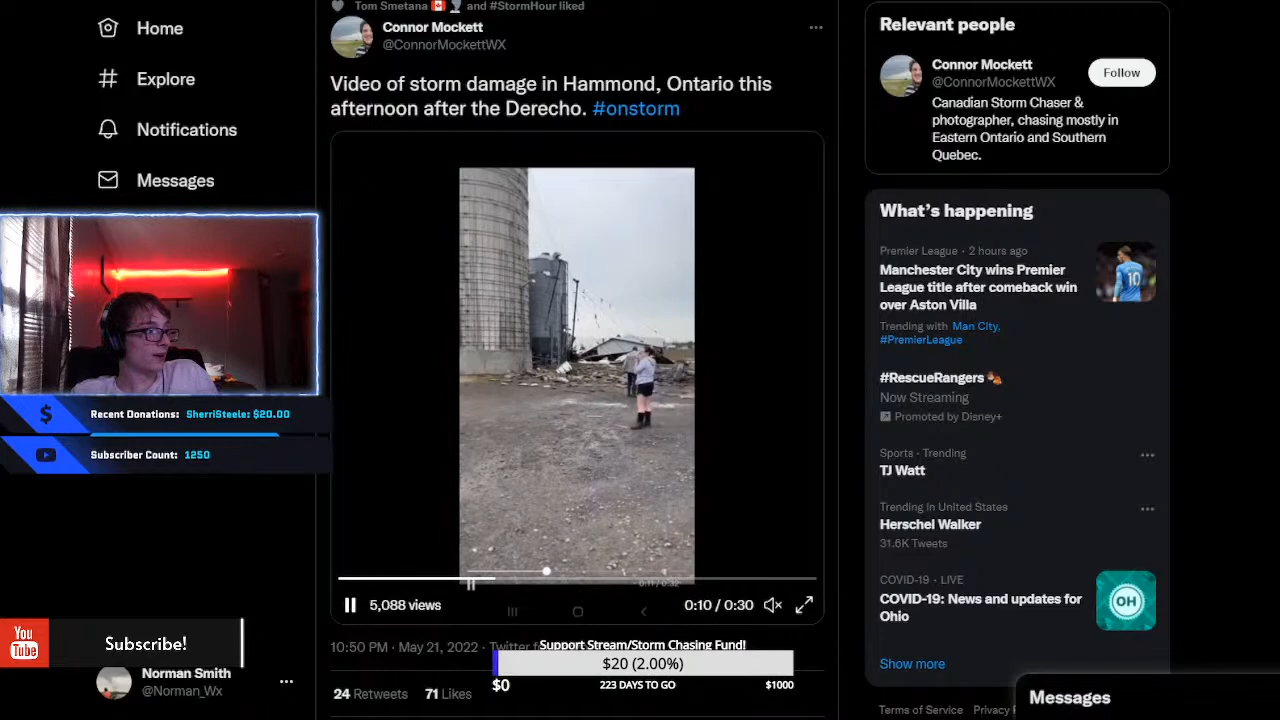 Tom Smetana and #StormHour liked
Home
Explore
Notifications
Messages
Connor Mockett
@ConnorMockettWX
Video of storm damage in Hammond, Ontario this
afternoon after the Derecho. #onstorm
5,088 views
0:10 / 0:30
10:50 PM · May 21, 2022 · Twitter
24 Retweets 71 Likes
Recent Donations: SherriSteele: $20.00
Subscriber Count: 1250
You
Tube
Subscribe!
Norman Smith
@Norman_Wx
Support Stream/Storm Chasing Fund!
$20 (2.00%)
$0 223 DAYS TO GO $1000
Relevant people
Connor Mockett
@ConnorMockettWX
Follow
Canadian Storm Chaser &
photographer, chasing mostly in
Eastern Ontario and Southern
Quebec.
What's happening
Premier League · 2 hours ago
Manchester City wins Premier
League title after comeback win
over Aston Villa
Trending with Man City,
#PremierLeague
10
#RescueRangers
Now Streaming
Promoted by Disney+
Sports · Trending
TJ Watt
Trending in United States
Herschel Walker
31.6K Tweets
COVID-19 · LIVE
COVID-19: News and updates for
Ohio
OH
Show more
Messages
Terms of Service Privacy